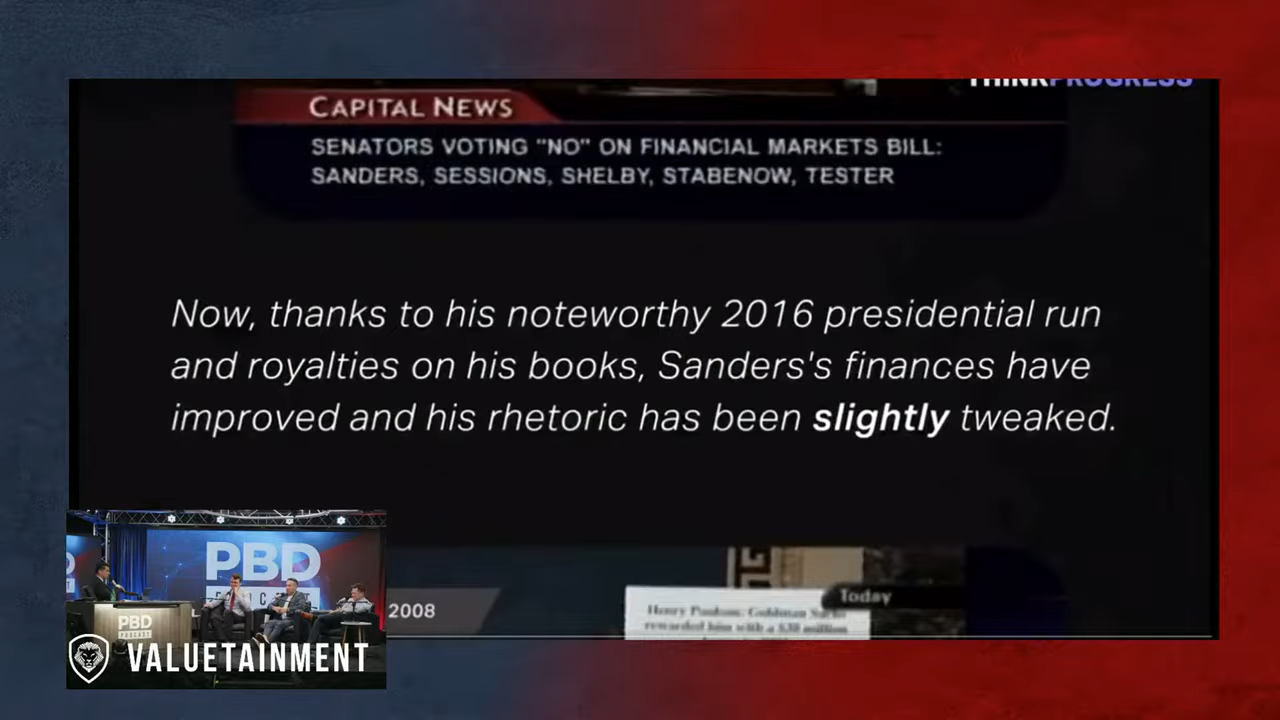 THINKPROGRESS
CAPITAL NEWS
SENATORS VOTING "NO" ON FINANCIAL MARKETS BILL:
SANDERS, SESSIONS, SHELBY, STABENOW, TESTER
Now, thanks to his noteworthy 2016 presidential run
and royalties on his books, Sanders's finances have
improved and his rhetoric has been slightly tweaked.
PBD
2008
Today
Henry Paulson: Goldman Sachs
rewarded him with a $38 million
PBD
PODCAST
VALUETAINMENT